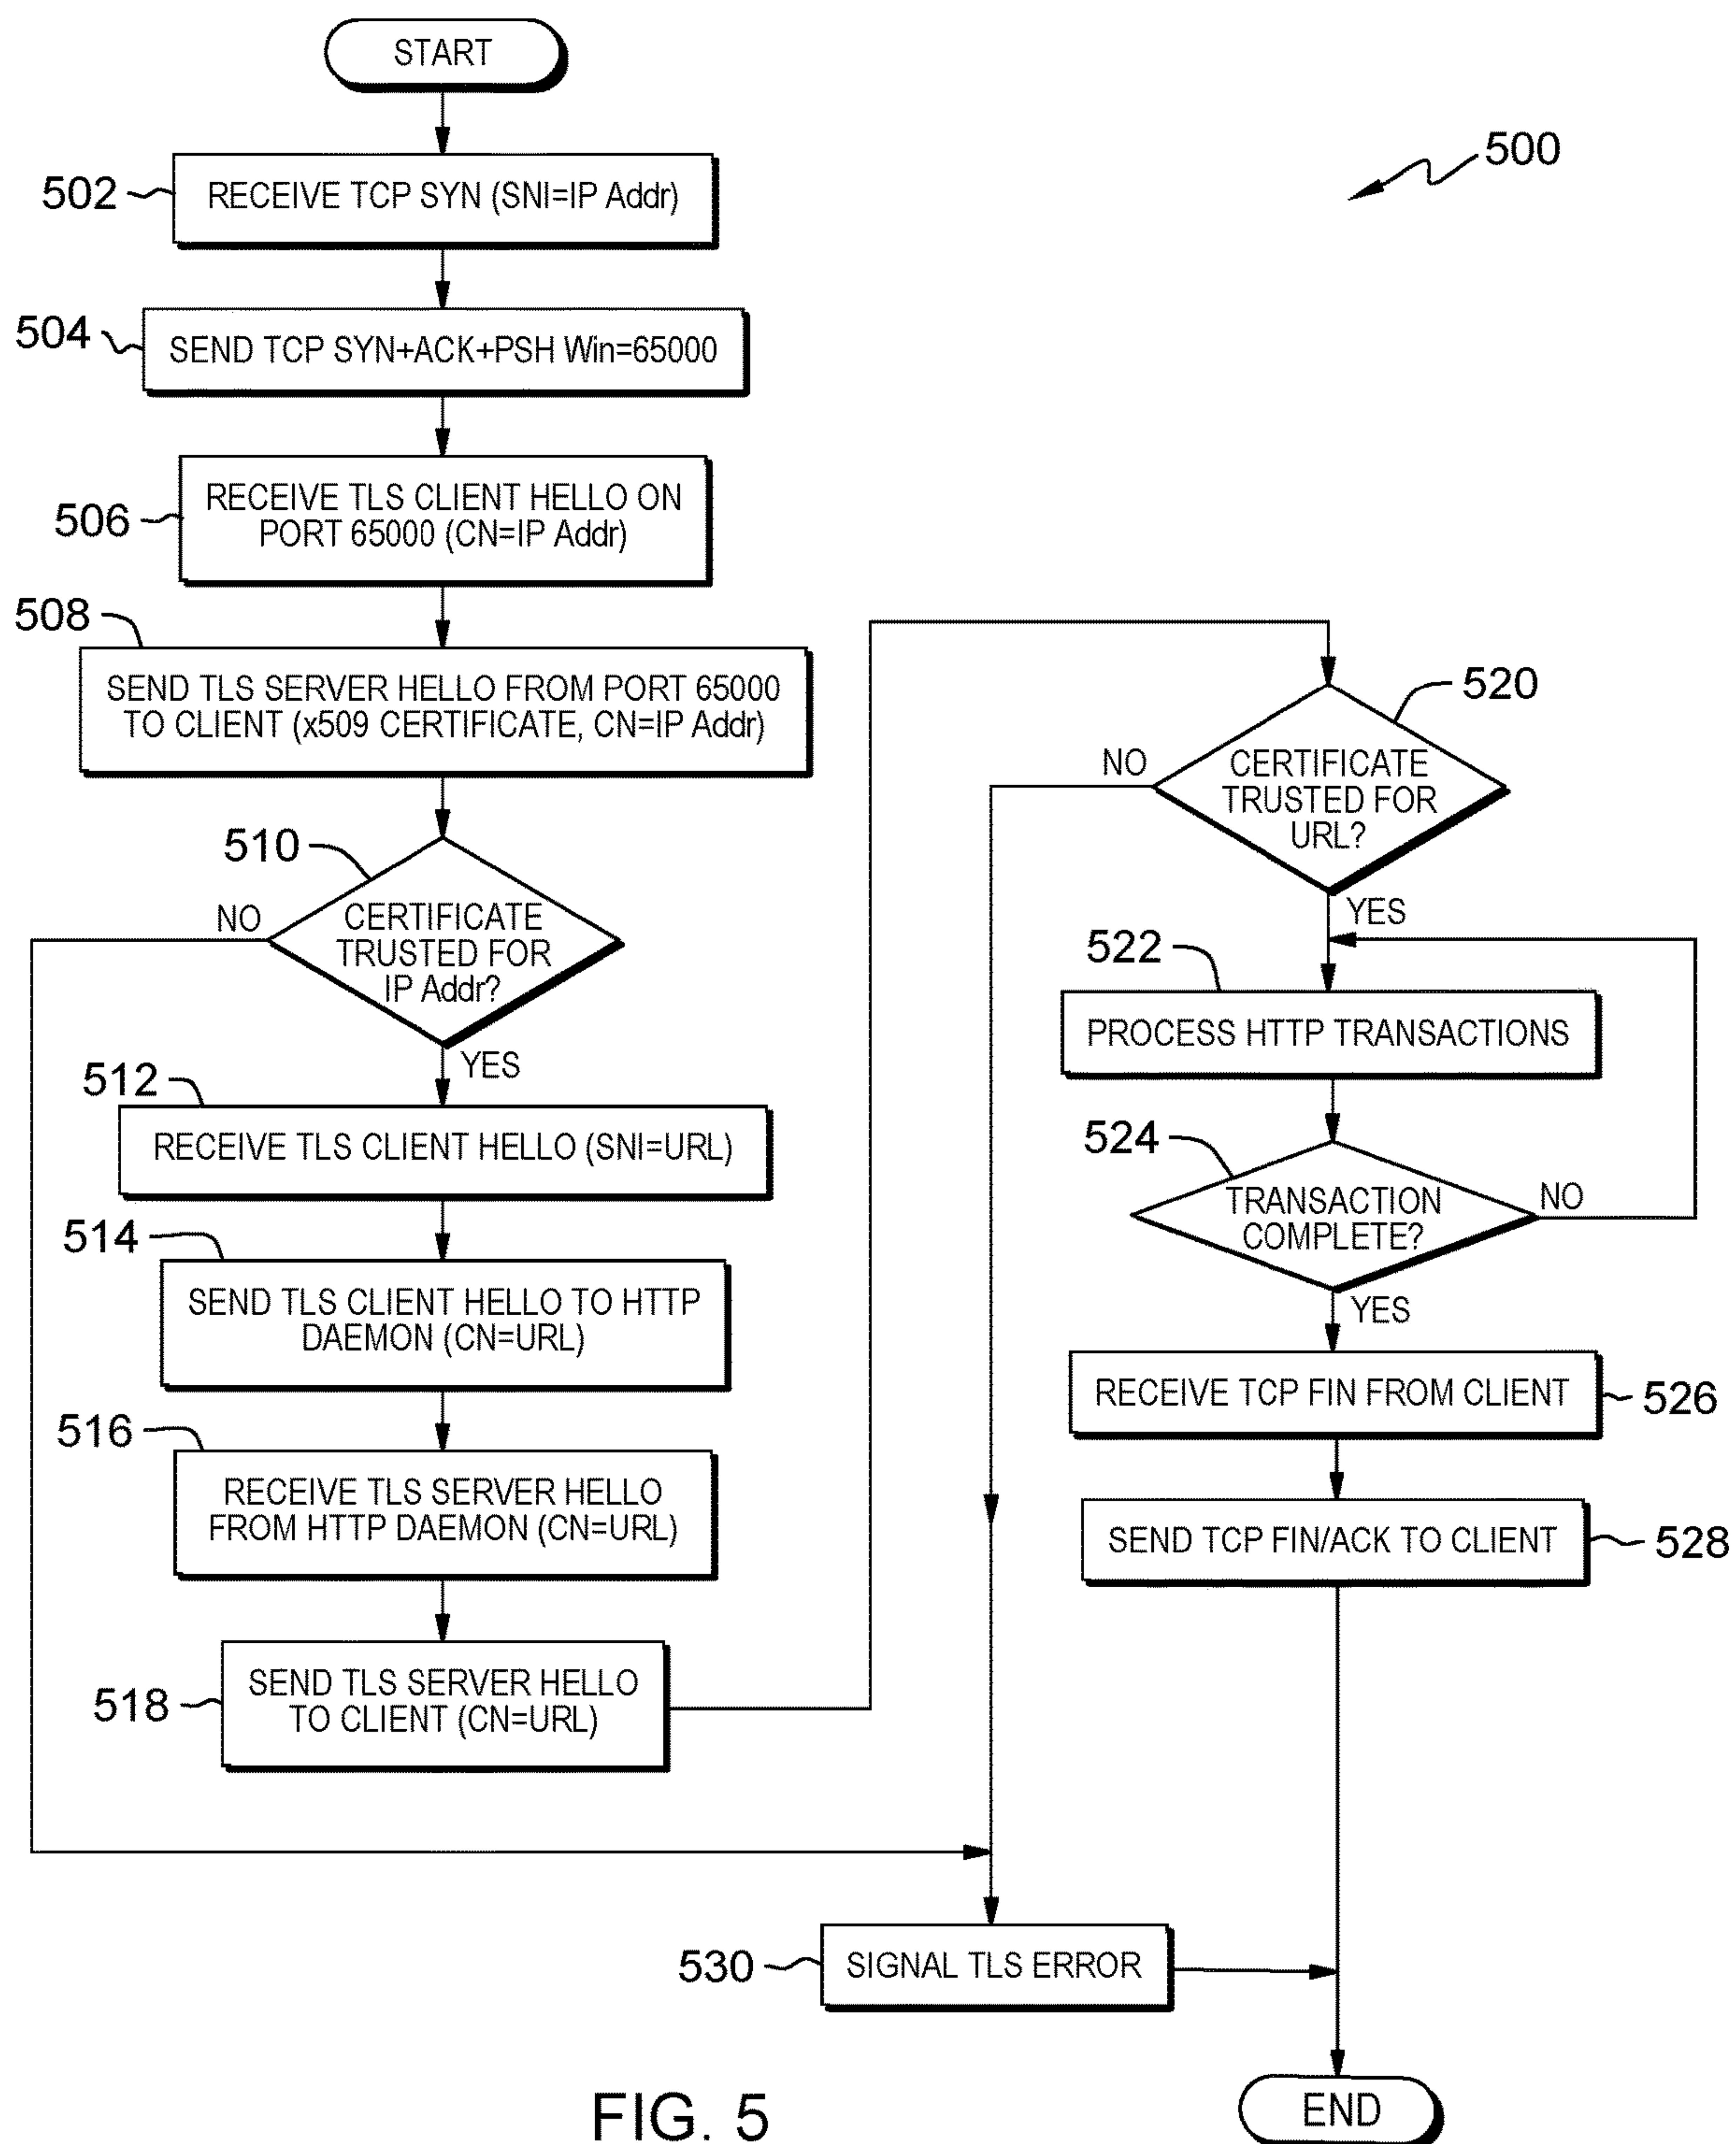 START
500
502
RECEIVE TCP SYN (SNI=IP Addr)
504
SEND TCP SYN+ACK+PSH Win=65000
506
RECEIVE TLS CLIENT HELLO ON
PORT 65000 (CN=IP Addr)
508
SEND TLS SERVER HELLO FROM PORT 65000
TO CLIENT (x509 CERTIFICATE, CN=IP Addr)
510
NO
CERTIFICATE
TRUSTED FOR
IP Addr?
YES
512
RECEIVE TLS CLIENT HELLO (SNI=URL)
514
SEND TLS CLIENT HELLO TO HTTP
DAEMON (CN=URL)
516
RECEIVE TLS SERVER HELLO
FROM HTTP DAEMON (CN=URL)
518
SEND TLS SERVER HELLO
TO CLIENT (CN=URL)
520
NO
CERTIFICATE
TRUSTED FOR
URL?
YES
522
PROCESS HTTP TRANSACTIONS
524
TRANSACTION
COMPLETE?
NO
YES
RECEIVE TCP FIN FROM CLIENT
526
SEND TCP FIN/ACK TO CLIENT
528
530
SIGNAL TLS ERROR
END
FIG. 5